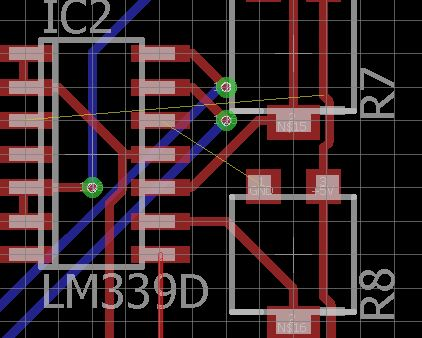 IC2
R7
N$15
GND
+5V
LM339D
R8
N$16